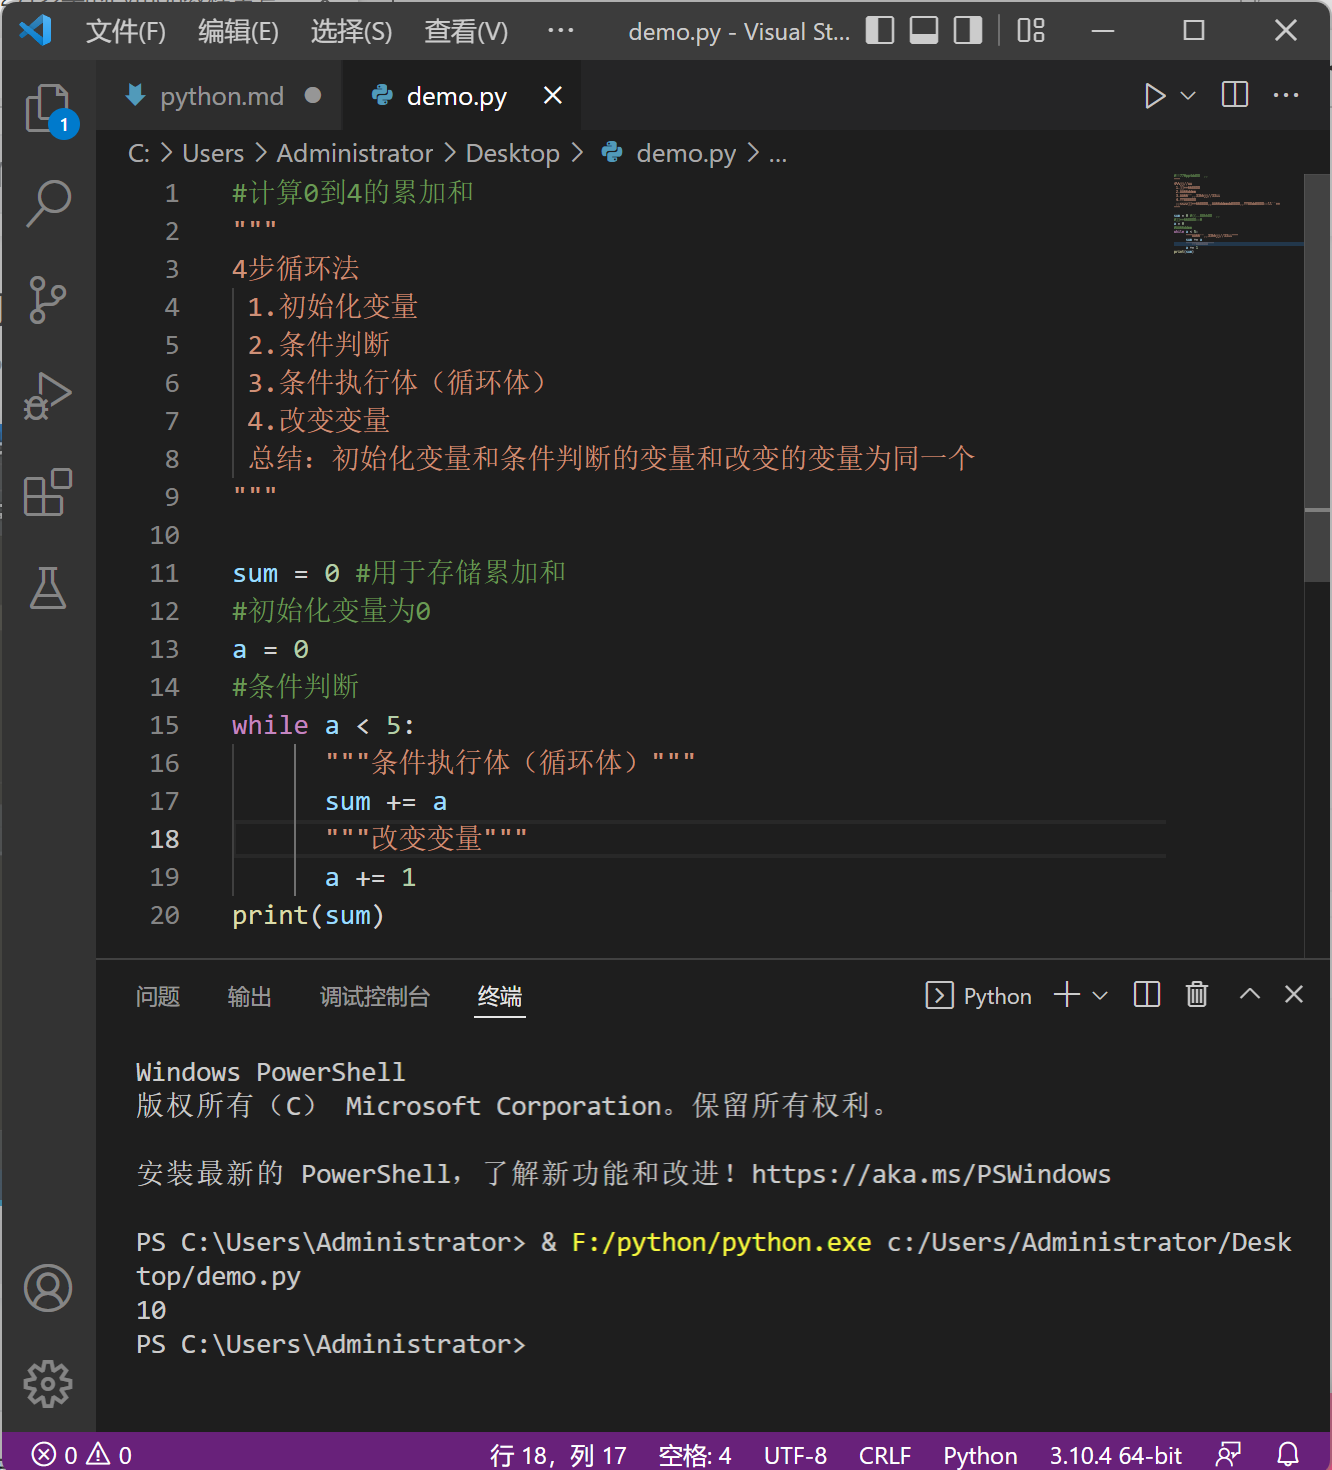 文件(F) 编辑(E) 选择(S) 查看(V) ··· demo.py - Visual St...
python.md ● demo.py
1
C: > Users > Administrator > Desktop > demo.py > ...
1 #计算0到4的累加和
2 """
3 4步循环法
4 1.初始化变量
5 2.条件判断
6 3.条件执行体（循环体）
7 4.改变变量
8 总结：初始化变量和条件判断的变量和改变的变量为同一个
9 """
10
11 sum = 0 #用于存储累加和
12 #初始化变量为0
13 a = 0
14 #条件判断
15 while a < 5:
16 """条件执行体（循环体）"""
17 sum += a
18 """改变变量"""
19 a += 1
20 print(sum)
问题 输出 调试控制台 终端 Python
Windows PowerShell
版权所有（C） Microsoft Corporation。保留所有权利。
安装最新的 PowerShell，了解新功能和改进！https://aka.ms/PSWindows
PS C:\Users\Administrator> & F:/python/python.exe c:/Users/Administrator/Desk
top/demo.py
10
PS C:\Users\Administrator>
0 0 行 18，列 17 空格: 4 UTF-8 CRLF Python 3.10.4 64-bit